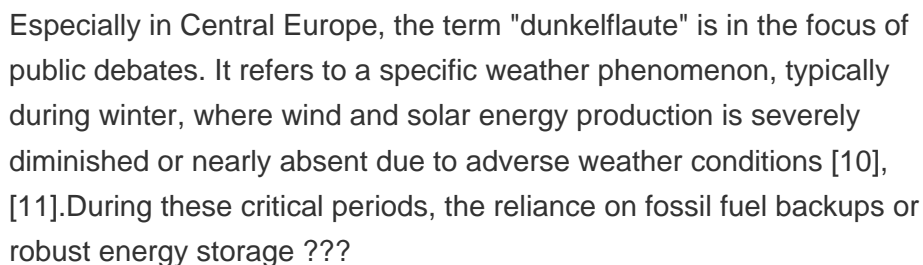 Especially in Central Europe, the term "dunkelflaute" is in the focus of
public debates. It refers to a specific weather phenomenon, typically
during winter, where wind and solar energy production is severely
diminished or nearly absent due to adverse weather conditions [10],
[11].During these critical periods, the reliance on fossil fuel backups or
robust energy storage ???